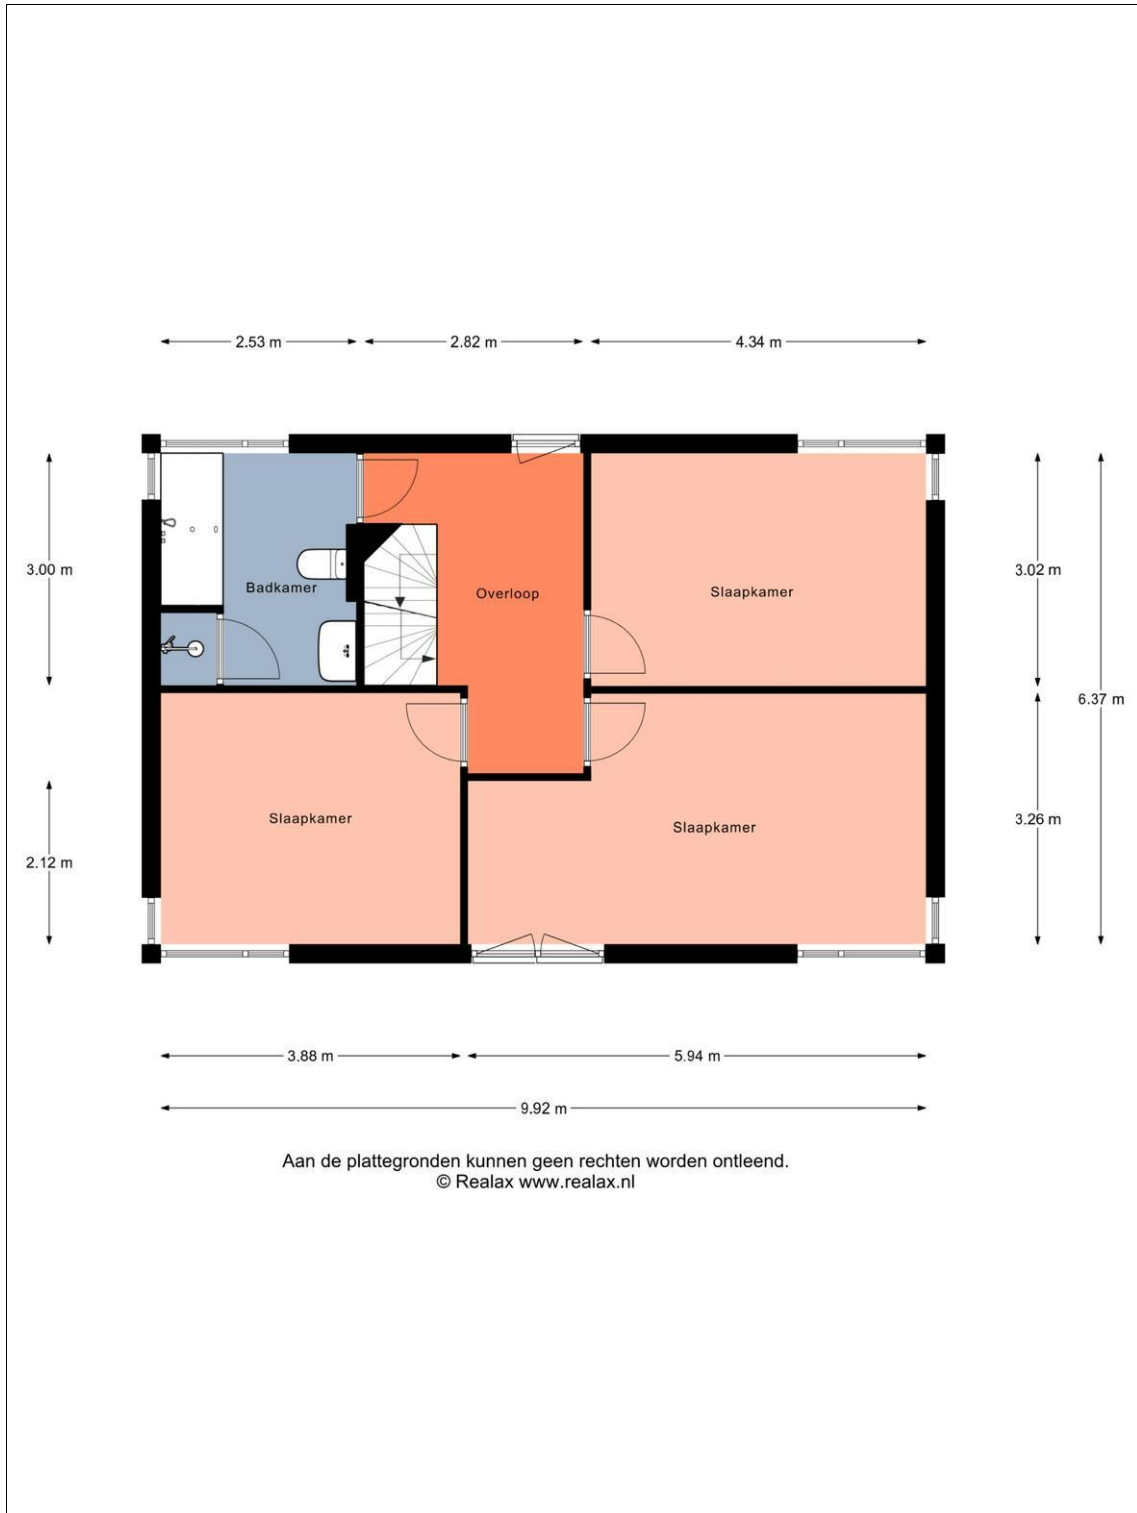 2.53 m
2.82 m
4.34 m
3.00 m
Badkamer
Overloop
Slaapkamer
3.02 m
6.37 m
2.12 m
Slaapkamer
Slaapkamer
3.26 m
3.88 m
5.94 m
9.92 m
Aan de plattegronden kunnen geen rechten worden ontleend.
© Realax www.realax.nl